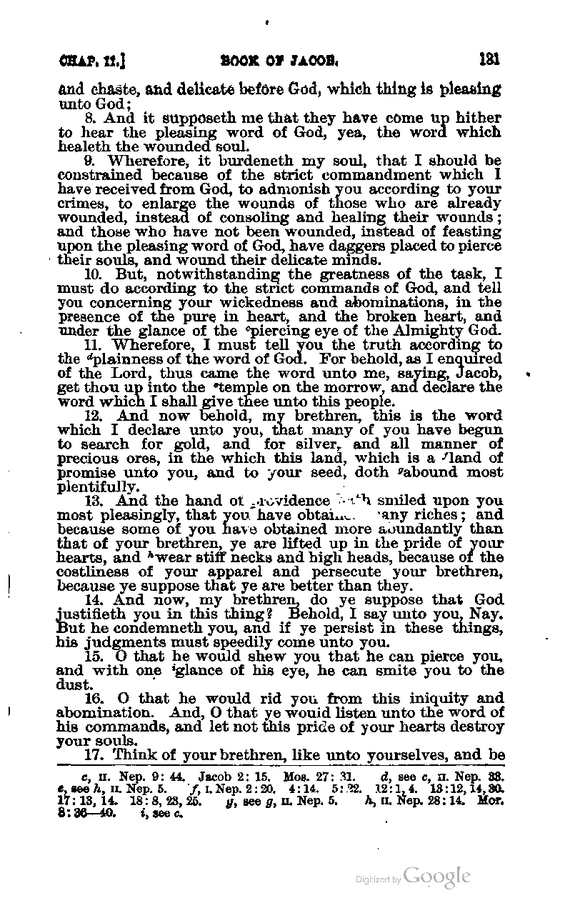 CHAP. II.] BOOK OF JACOB. 131
and chaste, and delicate before God, which thing is pleasing
unto God;
8. And it supposeth me that they have come up hither
to hear the pleasing word of God, yea, the word which
healeth the wounded soul.
9. Wherefore, it burdeneth my soul, that I should be
constrained because of the strict commandment which I
have received from God, to admonish you according to your
crimes, to enlarge the wounds of those who are already
wounded, instead of consoling and healing their wounds;
and those who have not been wounded, instead of feasting
upon the pleasing word of God, have daggers placed to pierce
their souls, and wound their delicate minds.
10. But, notwithstanding the greatness of the task, I
must do according to the strict commands of God, and tell
you concerning your wickedness and abominations, in the
presence of the pure in heart, and the broken heart, and
under the glance of the cpiercing eye of the Almighty God.
11. Wherefore, I must tell you the truth according to
the dplainness of the word of God. For behold, as I enquired
of the Lord, thus came the word unto me, saying, Jacob,
get thou up into the etemple on the morrow, and declare the
word which I shall give thee unto this people.
12. And now behold, my brethren, this is the word
which I declare unto you, that many of you have begun
to search for gold, and for silver, and all manner of
precious ores, in the which this land, which is a fland of
promise unto you, and to your seed, doth gabound most
plentifully.
13. And the hand of providence smiled upon you
most pleasingly, that you have many riches; and
because some of you have obtained more abundantly than
that of your brethren, ye are lifted up in the pride of your
hearts, and hwear stiff necks and high heads, because of the
costliness of your apparel and persecute your brethren,
because ye suppose that ye are better than they.
14. And now, my brethren, do ye suppose that God
justifieth you in this thing? Behold, I say unto you, Nay.
But he condemneth you, and if ye persist in these things,
his judgments must speedily come unto you.
15. O that he would shew you that he can pierce you,
and with one iglance of his eye, he can smite you to the
dust.
16. O that he would rid you from this iniquity and
abomination. And, O that ye would listen unto the word of
his commands, and let not this pride of your hearts destroy
your souls.
17. Think of your brethren, like unto yourselves, and be
c, II. Nep. 9: 44. Jacob 2: 15. Mos. 27: 31. d, see c, II. Nep. 33.
e, see h, II. Nep. 5. f, I. Nep. 2: 20. 4: 14. 5: 22. 12: 1, 4. 13: 12, 14, 30.
17: 13, 14. 18: 8, 23, 25. g, see g, II. Nep. 5. h, II. Nep. 28: 14. Mor.
8: 36—40. i, see c.
Digitized by Google